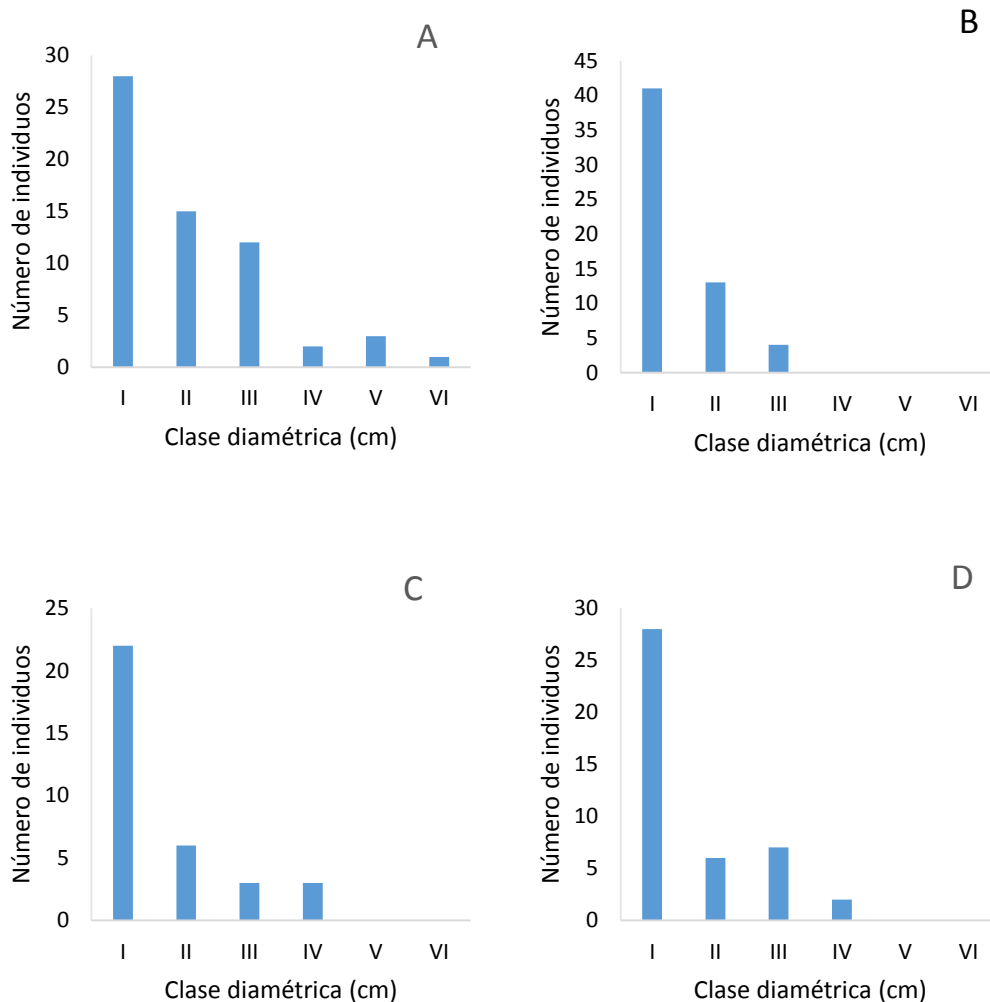 A
Número de individuos
30
25
20
15
10
5
0
I II III IV V VI
Clase diamétrica (cm)
B
Número de individuos
45
40
35
30
25
20
15
10
5
0
I II III IV V VI
Clase diamétrica (cm)
C
Número de individuos
25
20
15
10
5
0
I II III IV V VI
Clase diamétrica (cm)
D
Número de individuos
30
25
20
15
10
5
0
I II III IV V VI
Clase diamétrica (cm)